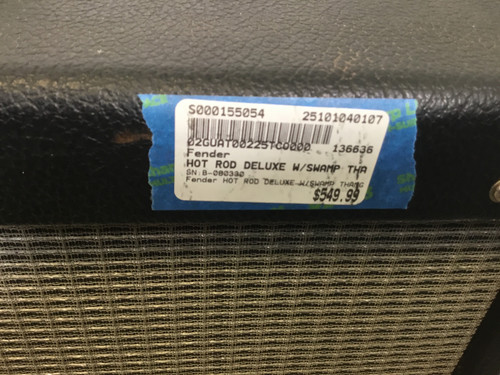 S000155054 25101040107
02GUAT00225TC0000 136636
Fender
HOT ROD DELUXE W/SWAMP THA
SN:B-080330
Fender HOT ROD DELUXE W/SWAMP THANG
$549.99